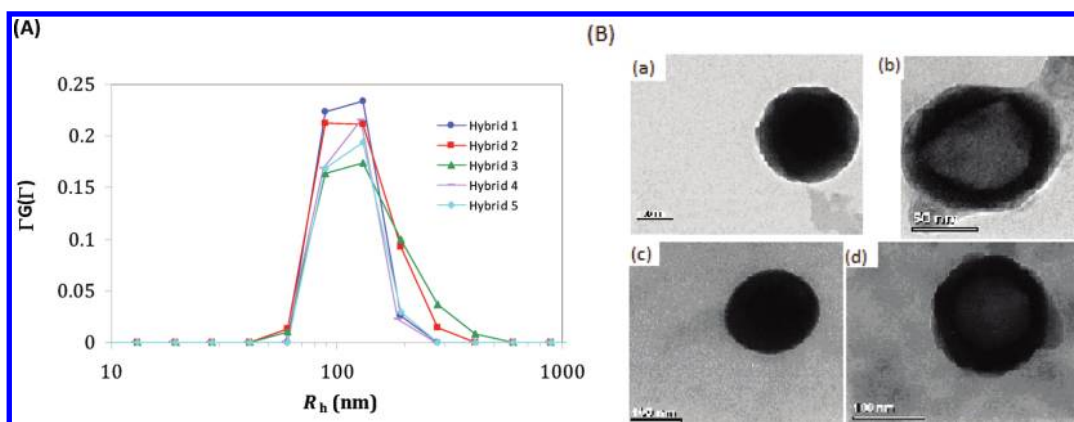 (A)
ΓG(Γ)
0.25
0.2
0.15
0.1
0.05
0
10
100
1000
Rh (nm)
Hybrid 1
Hybrid 2
Hybrid 3
Hybrid 4
Hybrid 5
(B)
(a)
(b)
50 nm
(c)
(d)
100 nm